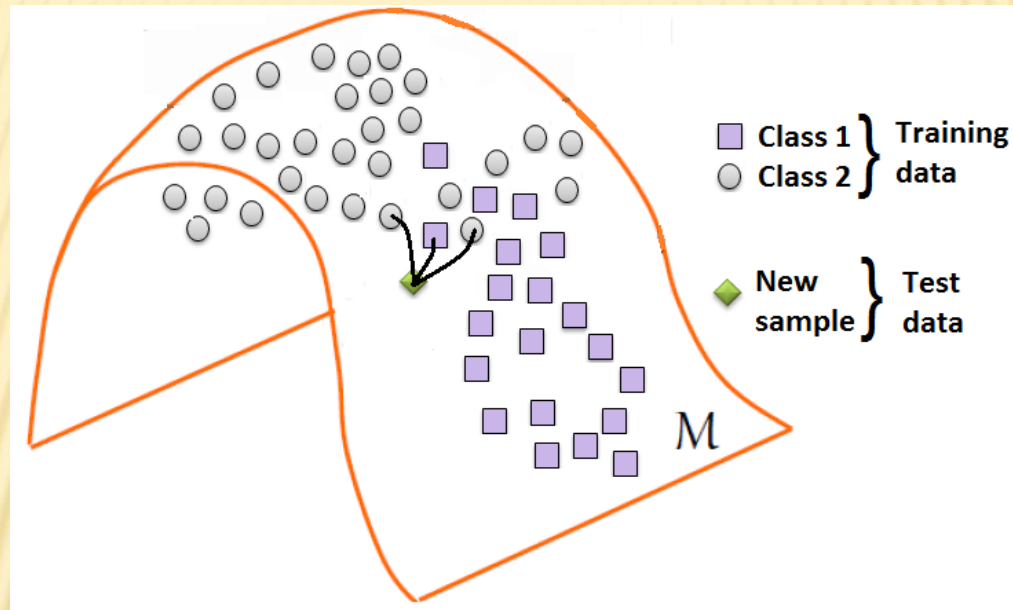 Class 1
Class 2
} Training
data
New
sample
} Test
data
M